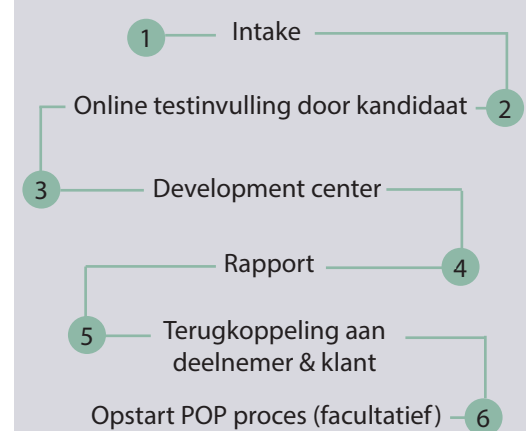 1 Intake
Online testinvulling door kandidaat 2
3 Development center
Rapport 4
5 Terugkoppeling aan
deelnemer & klant
Opstart POP proces (facultatief) 6